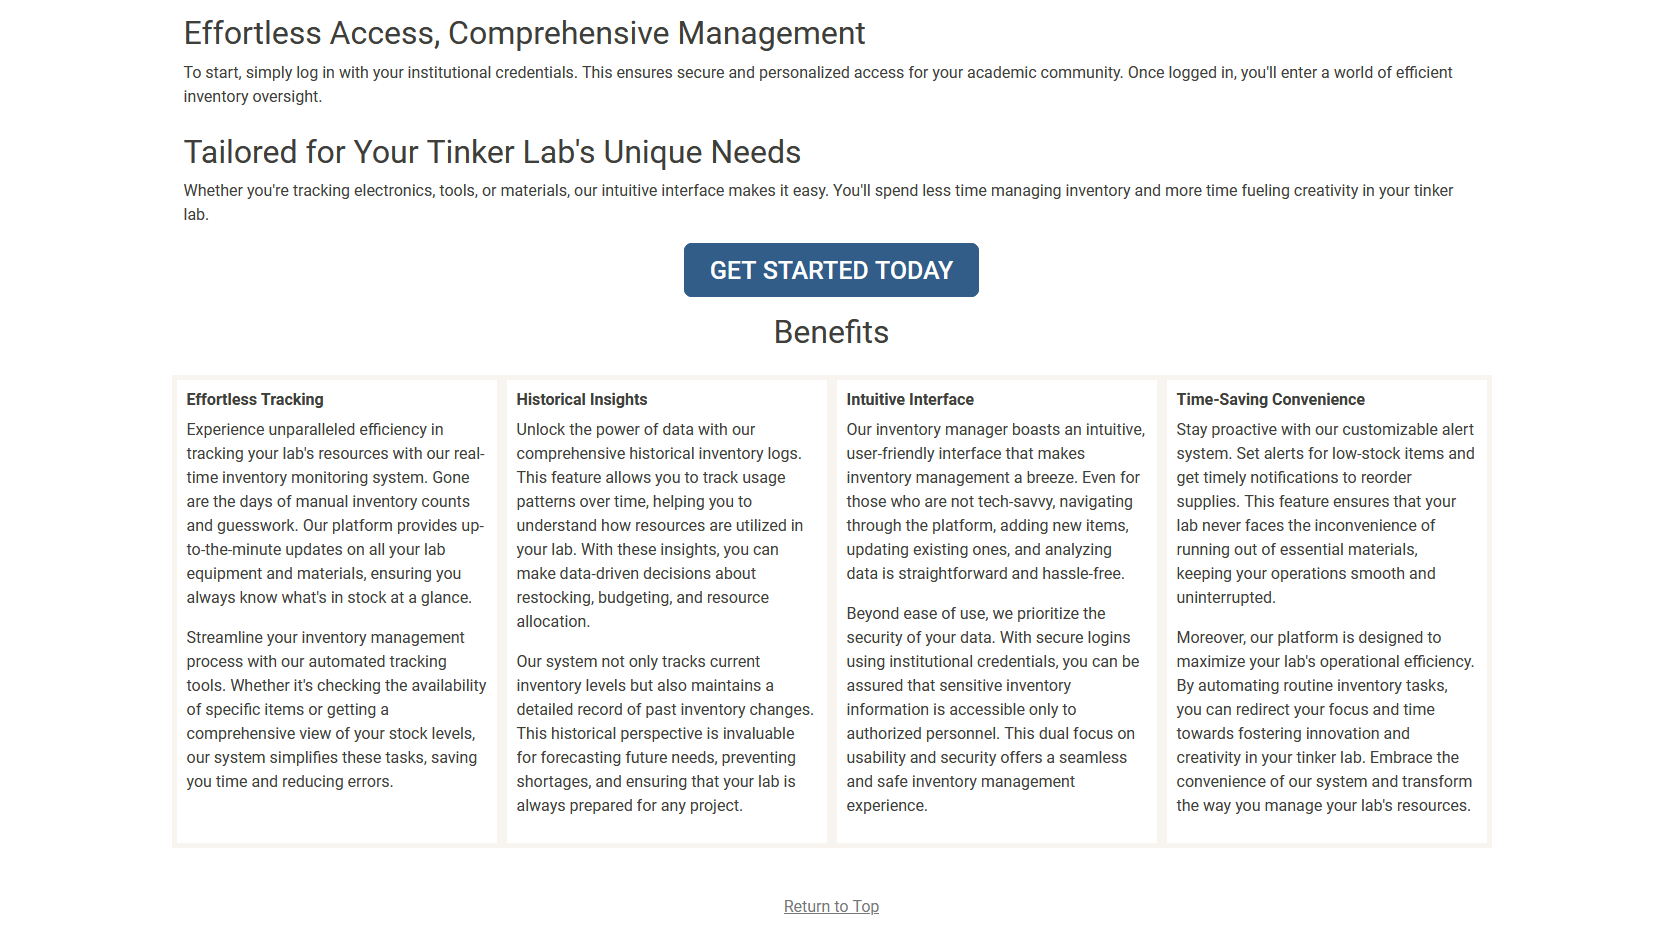 Effortless Access, Comprehensive Management
To start, simply log in with your institutional credentials. This ensures secure and personalized access for your academic community. Once logged in, you'll enter a world of efficient
inventory oversight.
Tailored for Your Tinker Lab's Unique Needs
Whether you're tracking electronics, tools, or materials, our intuitive interface makes it easy. You'll spend less time managing inventory and more time fueling creativity in your tinker
lab.
GET STARTED TODAY
Benefits
Effortless Tracking
Experience unparalleled efficiency in
tracking your lab's resources with our real-
time inventory monitoring system. Gone
are the days of manual inventory counts
and guesswork. Our platform provides up-
to-the-minute updates on all your lab
equipment and materials, ensuring you
always know what's in stock at a glance.
Streamline your inventory management
process with our automated tracking
tools. Whether it's checking the availability
of specific items or getting a
comprehensive view of your stock levels,
our system simplifies these tasks, saving
you time and reducing errors.
Historical Insights
Unlock the power of data with our
comprehensive historical inventory logs.
This feature allows you to track usage
patterns over time, helping you to
understand how resources are utilized in
your lab. With these insights, you can
make data-driven decisions about
restocking, budgeting, and resource
allocation.
Our system not only tracks current
inventory levels but also maintains a
detailed record of past inventory changes.
This historical perspective is invaluable
for forecasting future needs, preventing
shortages, and ensuring that your lab is
always prepared for any project.
Intuitive Interface
Our inventory manager boasts an intuitive,
user-friendly interface that makes
inventory management a breeze. Even for
those who are not tech-savvy, navigating
through the platform, adding new items,
updating existing ones, and analyzing
data is straightforward and hassle-free.
Beyond ease of use, we prioritize the
security of your data. With secure logins
using institutional credentials, you can be
assured that sensitive inventory
information is accessible only to
authorized personnel. This dual focus on
usability and security offers a seamless
and safe inventory management
experience.
Time-Saving Convenience
Stay proactive with our customizable alert
system. Set alerts for low-stock items and
get timely notifications to reorder
supplies. This feature ensures that your
lab never faces the inconvenience of
running out of essential materials,
keeping your operations smooth and
uninterrupted.
Moreover, our platform is designed to
maximize your lab's operational efficiency.
By automating routine inventory tasks,
you can redirect your focus and time
towards fostering innovation and
creativity in your tinker lab. Embrace the
convenience of our system and transform
the way you manage your lab's resources.
Return to Top